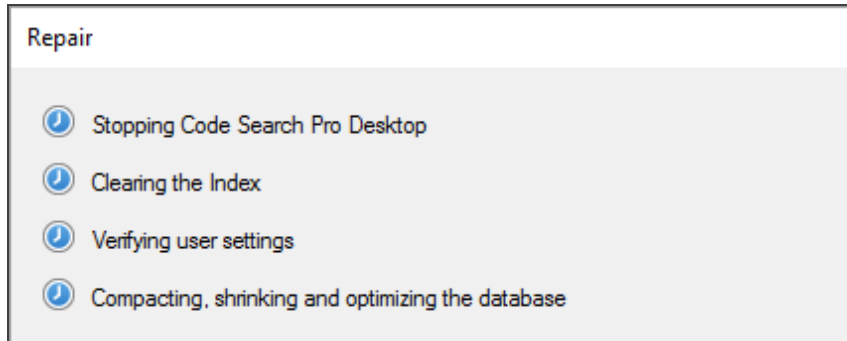 Repair
Stopping Code Search Pro Desktop
Clearing the Index
Verifying user settings
Compacting, shrinking and optimizing the database